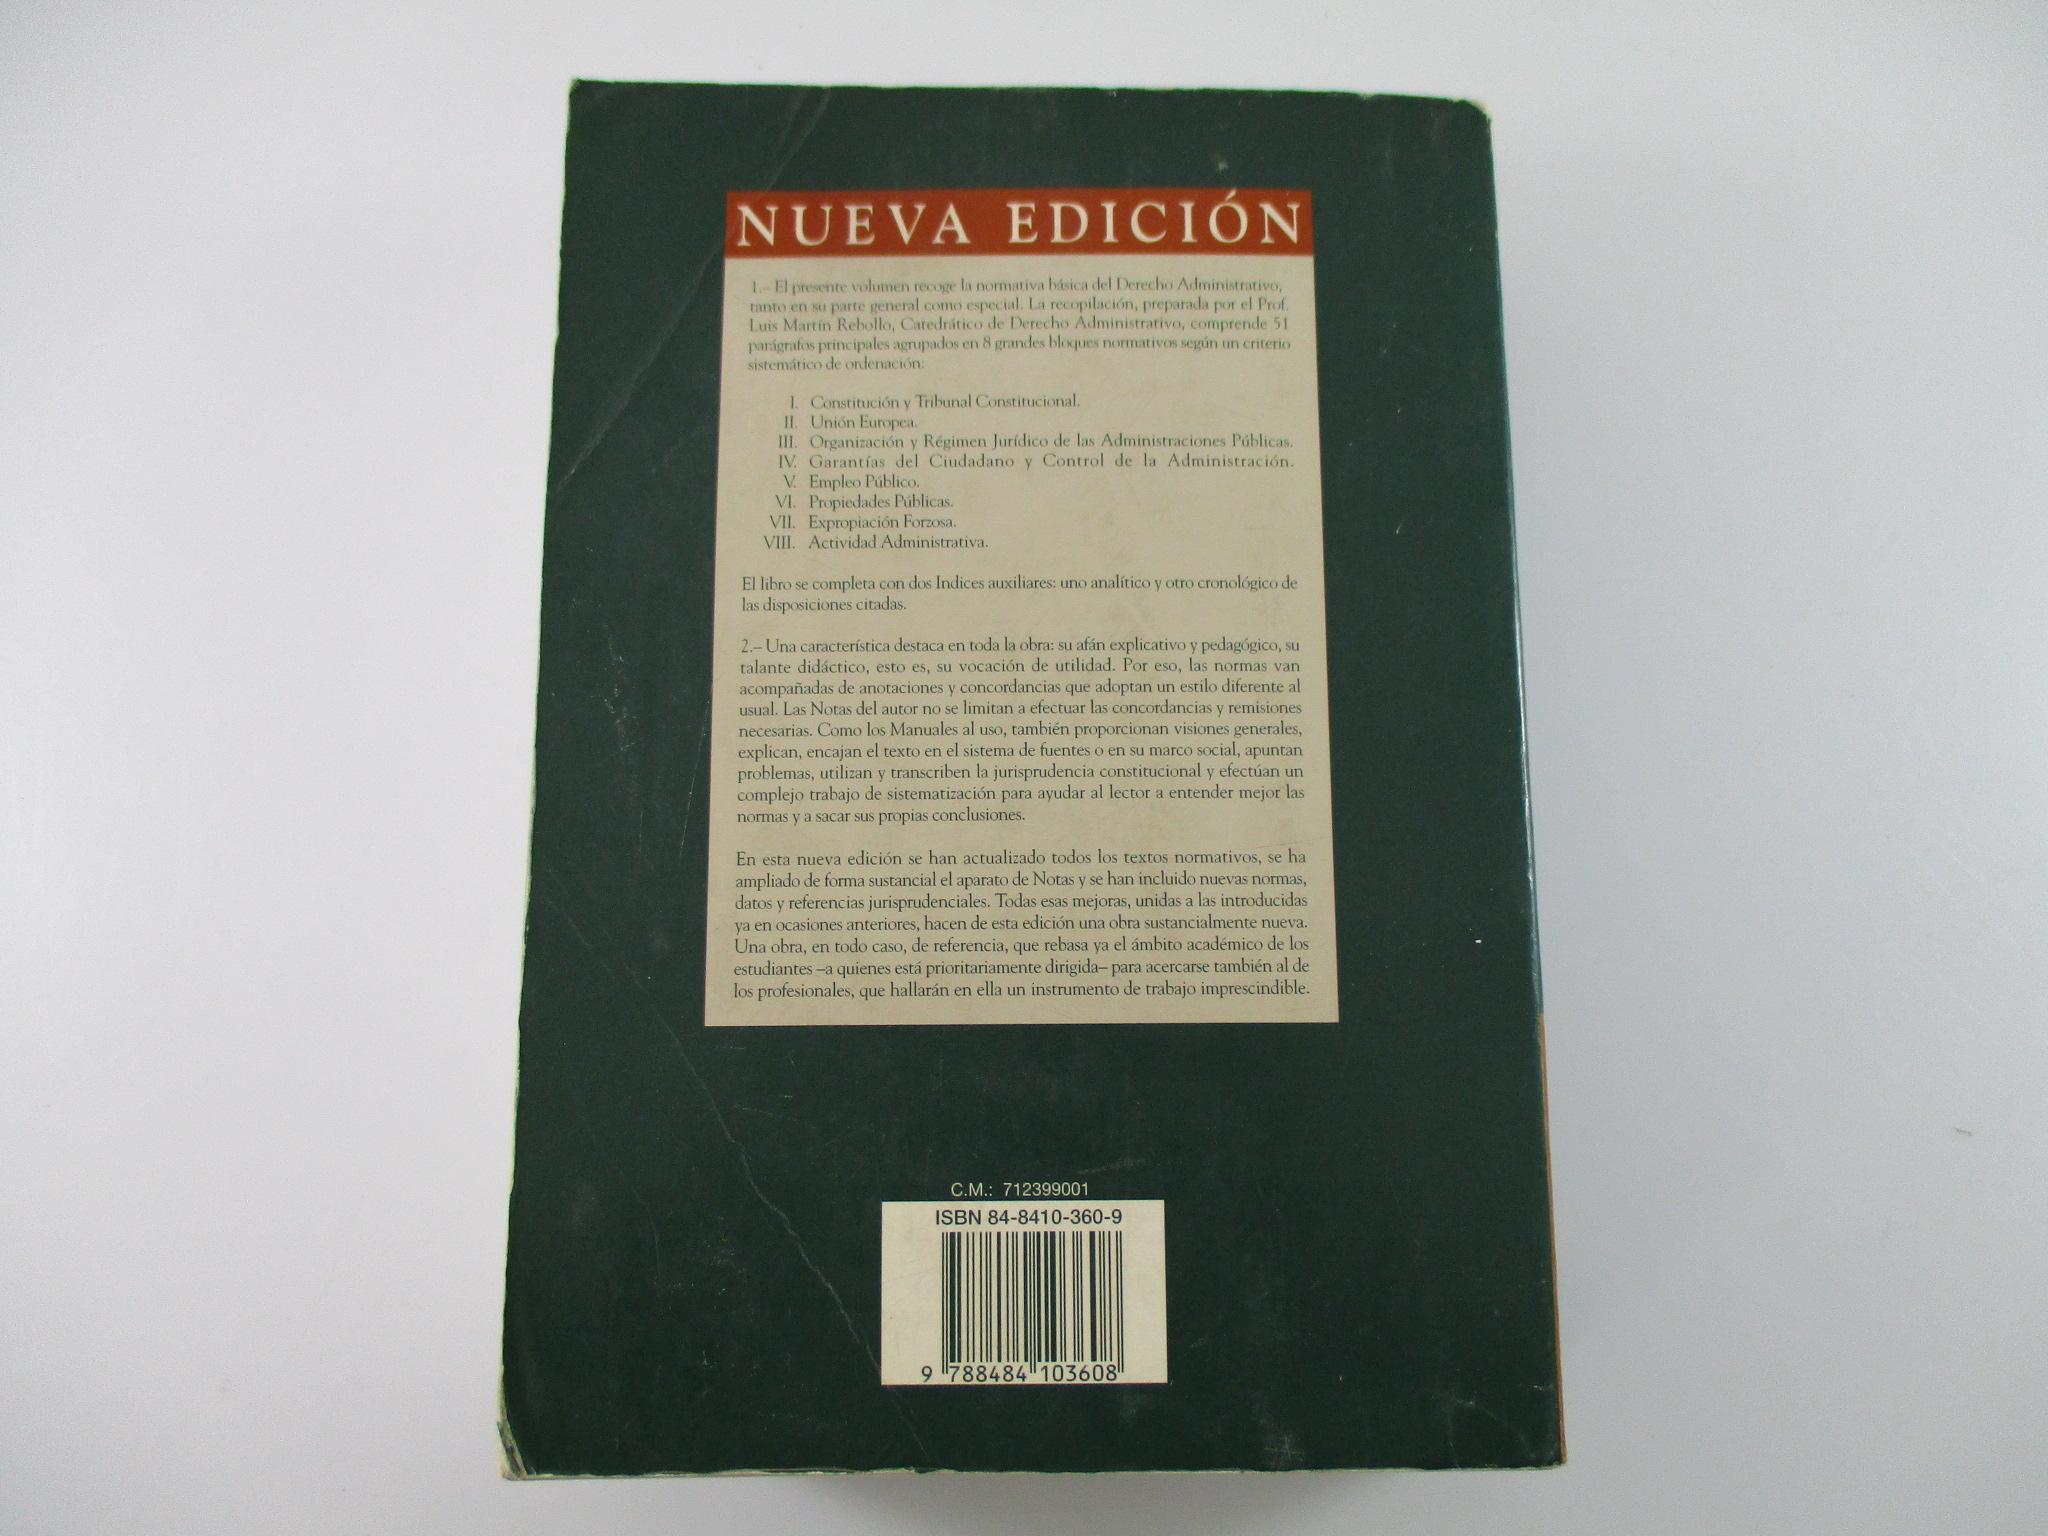 NUEVA EDICIÓN
1.– El presente volumen recoge la normativa básica del Derecho Administrativo,
tanto en su parte general como especial. La recopilación, preparada por el Prof.
Luis Martín Rebollo, Catedrático de Derecho Administrativo, comprende 51
parágrafos principales agrupados en 8 grandes bloques normativos según un criterio
sistemático de ordenación:
I. Constitución y Tribunal Constitucional.
II. Unión Europea.
III. Organización y Régimen Jurídico de las Administraciones Públicas.
IV. Garantías del Ciudadano y Control de la Administración.
V. Empleo Público.
VI. Propiedades Públicas.
VII. Expropiación Forzosa.
VIII. Actividad Administrativa.
El libro se completa con dos Indices auxiliares: uno analítico y otro cronológico de
las disposiciones citadas.
2.– Una característica destaca en toda la obra: su afán explicativo y pedagógico, su
talante didáctico, esto es, su vocación de utilidad. Por eso, las normas van
acompañadas de anotaciones y concordancias que adoptan un estilo diferente al
usual. Las Notas del autor no se limitan a efectuar las concordancias y remisiones
necesarias. Como los Manuales al uso, también proporcionan visiones generales,
explican, encajan el texto en el sistema de fuentes o en su marco social, apuntan
problemas, utilizan y transcriben la jurisprudencia constitucional y efectúan un
complejo trabajo de sistematización para ayudar al lector a entender mejor las
normas y a sacar sus propias conclusiones.
En esta nueva edición se han actualizado todos los textos normativos, se ha
ampliado de forma sustancial el aparato de Notas y se han incluido nuevas normas,
datos y referencias jurisprudenciales. Todas esas mejoras, unidas a las introducidas
ya en ocasiones anteriores, hacen de esta edición una obra sustancialmente nueva.
Una obra, en todo caso, de referencia, que rebasa ya el ámbito académico de los
estudiantes –a quienes está prioritariamente dirigida– para acercarse también al de
los profesionales, que hallarán en ella un instrumento de trabajo imprescindible.
C.M.: 712399001
ISBN 84-8410-360-9
9 788484 103608